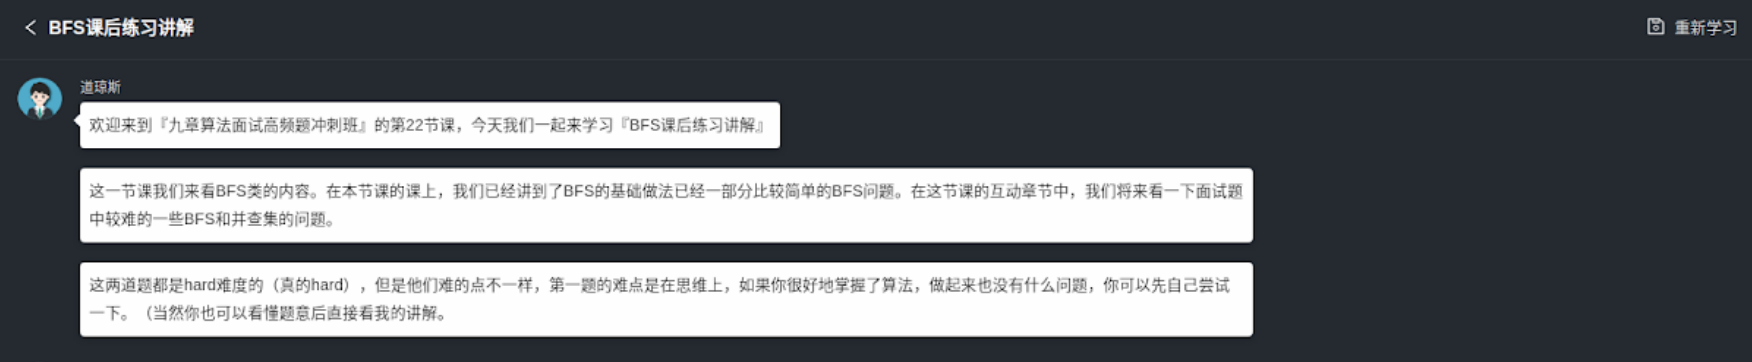 BFS课后练习讲解
重新学习
道琼斯
欢迎来到『九章算法面试高频题冲刺班』的第22节课，今天我们一起来学习『BFS课后练习讲解』
这一节课我们来看BFS类的内容。在本节课的课上，我们已经讲到了BFS的基础做法已经一部分比较简单的BFS问题。在这节课的互动章节中，我们将来看一下面试题
中较难的一些BFS和并查集的问题。
这两道题都是hard难度的（真的hard），但是他们难的点不一样，第一题的难点是在思维上，如果你很好地掌握了算法，做起来也没有什么问题，你可以先自己尝试
一下。（当然你也可以看懂题意后直接看我的讲解。